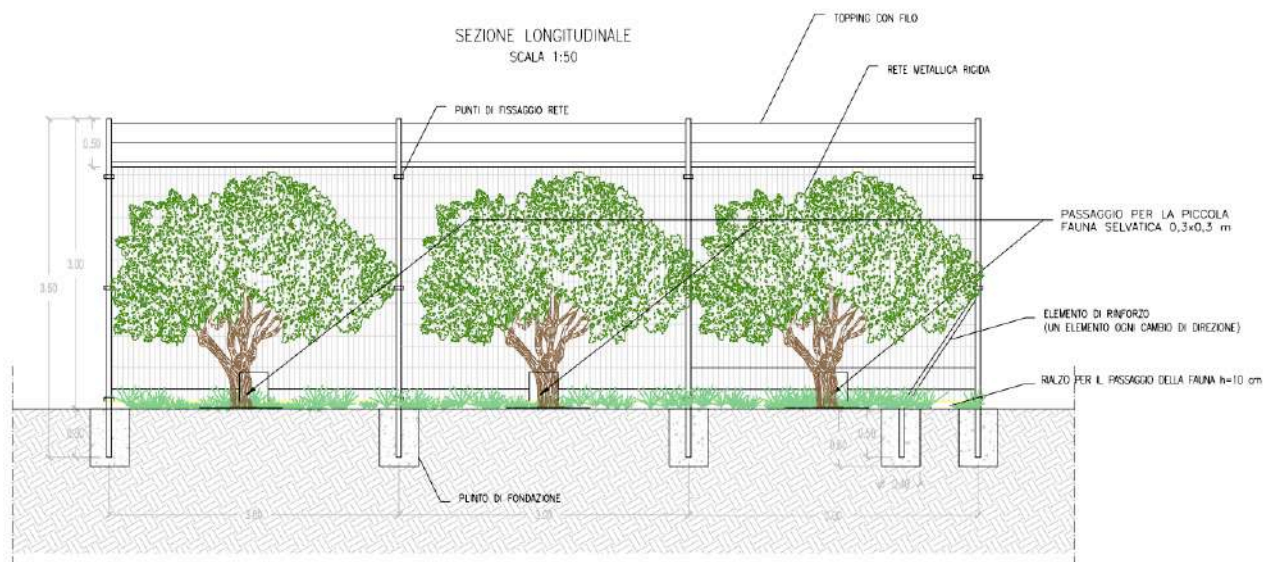 TOPPING CON FILO
SEZIONE LONGITUDINALE
SCALA 1:50
RETE METALLICA RIGIDA
PUNTI DI FISSAGGIO RETE
0.50
PASSAGGIO PER LA PICCOLA
FAUNA SELVATICA 0,3x0,3 m
3.00
ELEMENTO DI RINFORZO
(UN ELEMENTO OGNI CAMBIO DI DIREZIONE)
RIALZO PER IL PASSAGGIO DELLA FAUNA h=10 cm
0.50
PLINTO DI FONDAZIONE
3.00
3.00